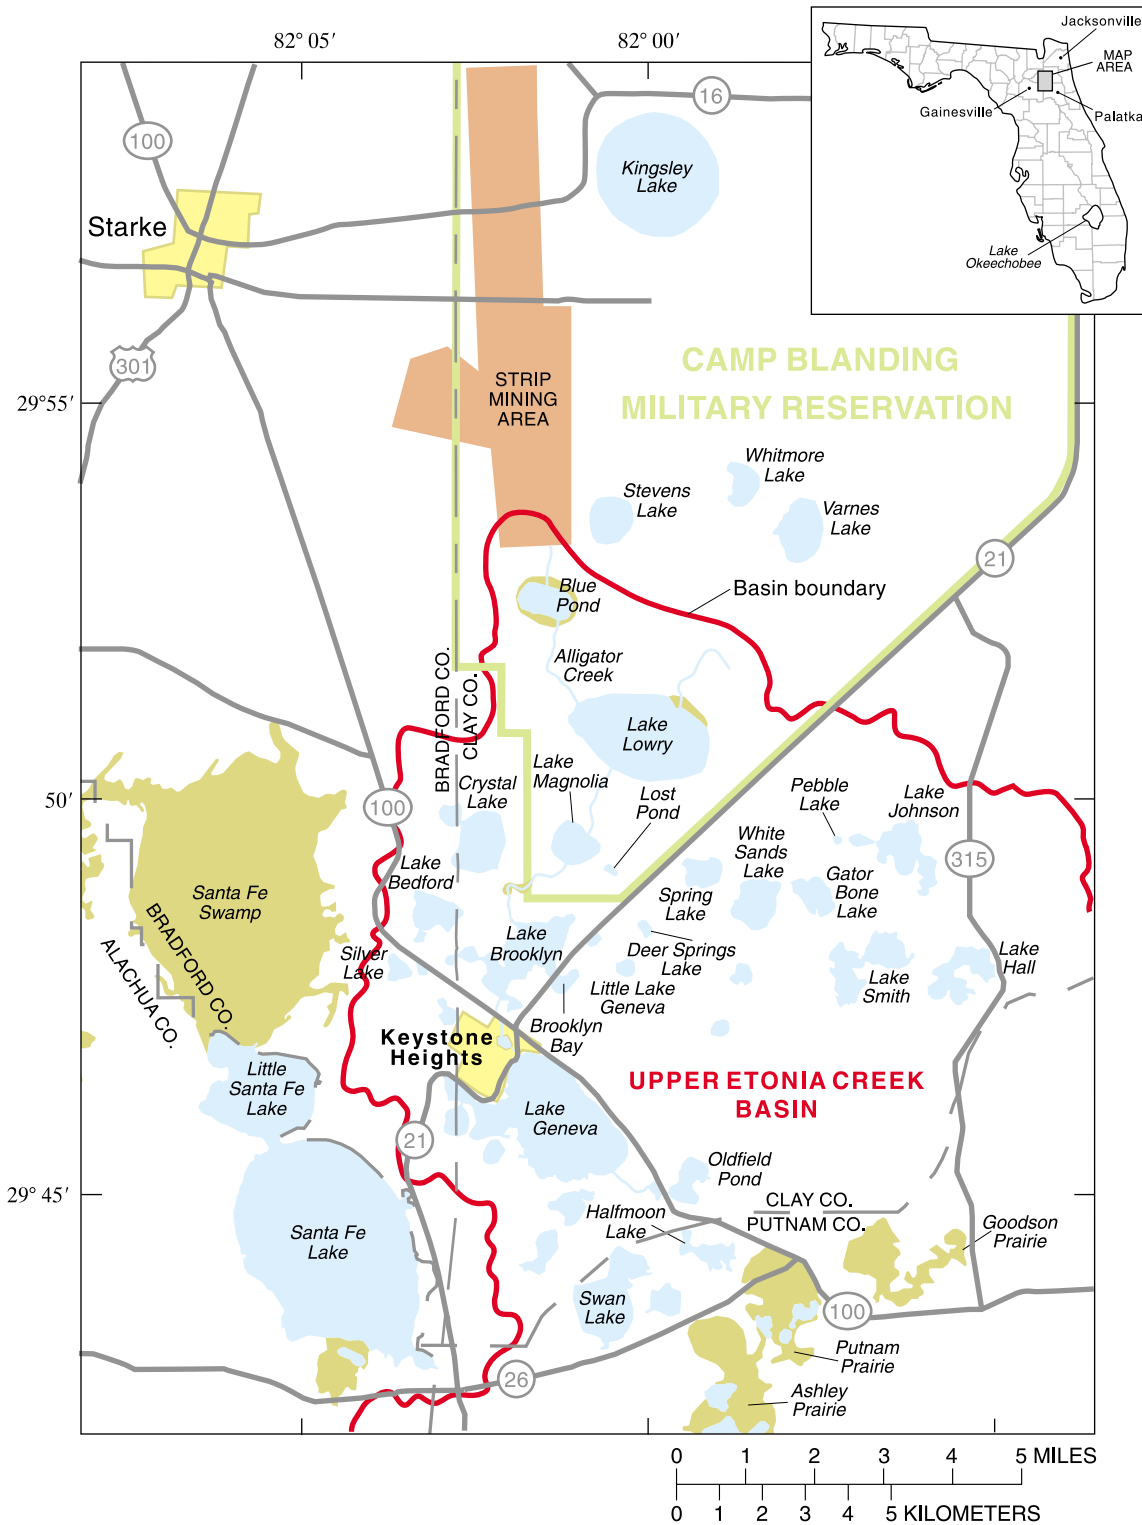 82° 05′
82° 00′
Jacksonville
MAP
AREA
Gainesville
Palatka
Lake
Okeechobee
16
100
Kingsley
Lake
Starke
301
29° 55′
STRIP
MINING
AREA
CAMP BLANDING
MILITARY RESERVATION
Whitmore
Lake
Stevens
Lake
Varnes
Lake
21
Blue
Pond
Basin boundary
Alligator
Creek
BRADFORD CO.
CLAY CO.
Lake
Lowry
Lake
Magnolia
Crystal
Lake
Lost
Pond
Pebble
Lake
Lake
Johnson
50′
100
White
Sands
Lake
315
Lake
Bedford
Gator
Bone
Lake
Spring
Lake
Santa Fe
Swamp
BRADFORD CO.
ALACHUA CO.
Silver
Lake
Lake
Brooklyn
Deer Springs
Lake
Lake
Hall
Lake
Smith
Little Lake
Geneva
Brooklyn
Bay
Keystone
Heights
Little
Santa Fe
Lake
UPPER ETONIA CREEK
BASIN
Lake
Geneva
21
Oldfield
Pond
29° 45′
CLAY CO.
PUTNAM CO.
Halfmoon
Lake
Goodson
Prairie
Santa Fe
Lake
Swan
Lake
100
Putnam
Prairie
26
Ashley
Prairie
0 1 2 3 4 5 MILES
0 1 2 3 4 5 KILOMETERS